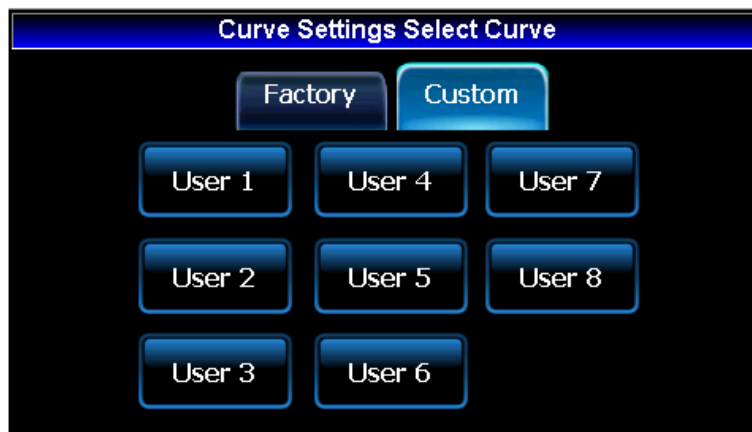 Curve Settings Select Curve
Factory Custom
User 1 User 4 User 7
User 2 User 5 User 8
User 3 User 6